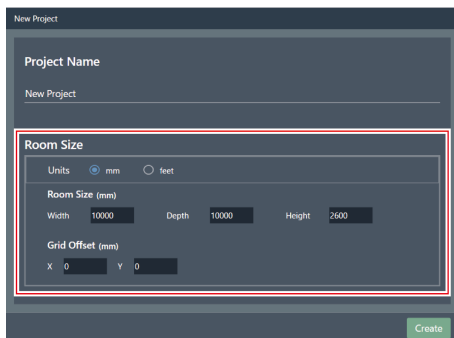 New Project
Project Name
New Project
Room Size
Units mm feet
Room Size (mm)
Width 10000 Depth 10000 Height 2600
Grid Offset (mm)
X 0 Y 0
Create